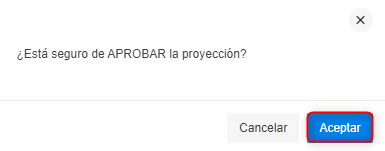 ¿Está seguro de APROBAR la proyección?
Cancelar Aceptar